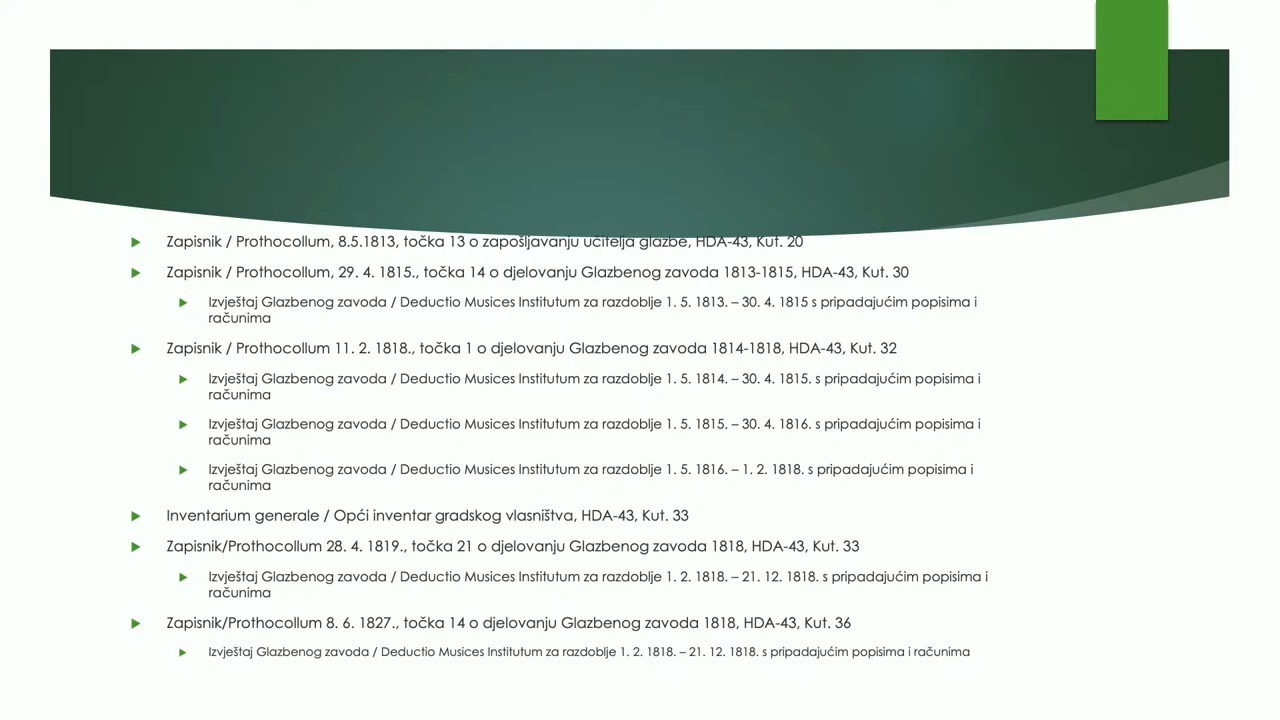 Zapisnik / Prothocollum, 8.5.1813, točka 13 o zapošljavanju učitelja glazbe, HDA-43, Kut. 20
Zapisnik / Prothocollum, 29. 4. 1815., točka 14 o djelovanju Glazbenog zavoda 1813-1815, HDA-43, Kut. 30
Izvještaj Glazbenog zavoda / Deductio Musices Institutum za razdoblje 1. 5. 1813. – 30. 4. 1815 s pripadajućim popisima i
računima
Zapisnik / Prothocollum 11. 2. 1818., točka 1 o djelovanju Glazbenog zavoda 1814-1818, HDA-43, Kut. 32
Izvještaj Glazbenog zavoda / Deductio Musices Institutum za razdoblje 1. 5. 1814. – 30. 4. 1815. s pripadajućim popisima i
računima
Izvještaj Glazbenog zavoda / Deductio Musices Institutum za razdoblje 1. 5. 1815. – 30. 4. 1816. s pripadajućim popisima i
računima
Izvještaj Glazbenog zavoda / Deductio Musices Institutum za razdoblje 1. 5. 1816. – 1. 2. 1818. s pripadajućim popisima i
računima
Inventarium generale / Opći inventar gradskog vlasništva, HDA-43, Kut. 33
Zapisnik/Prothocollum 28. 4. 1819., točka 21 o djelovanju Glazbenog zavoda 1818, HDA-43, Kut. 33
Izvještaj Glazbenog zavoda / Deductio Musices Institutum za razdoblje 1. 2. 1818. – 21. 12. 1818. s pripadajućim popisima i
računima
Zapisnik/Prothocollum 8. 6. 1827., točka 14 o djelovanju Glazbenog zavoda 1818, HDA-43, Kut. 36
Izvještaj Glazbenog zavoda / Deductio Musices Institutum za razdoblje 1. 2. 1818. – 21. 12. 1818. s pripadajućim popisima i računima